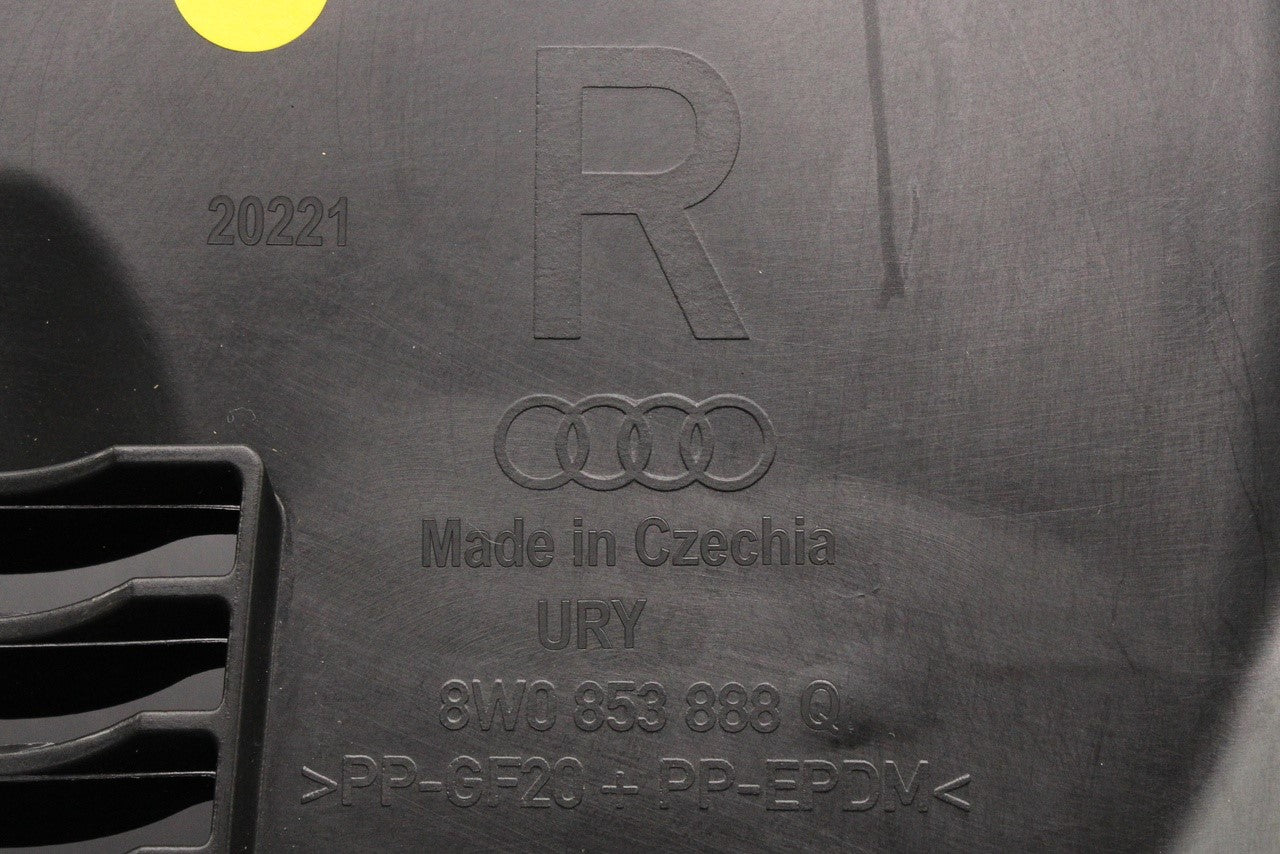 R
20221
Made in Czechia
URY
8W0 853 888 Q
>PP-GF20 + PP-EPDM<